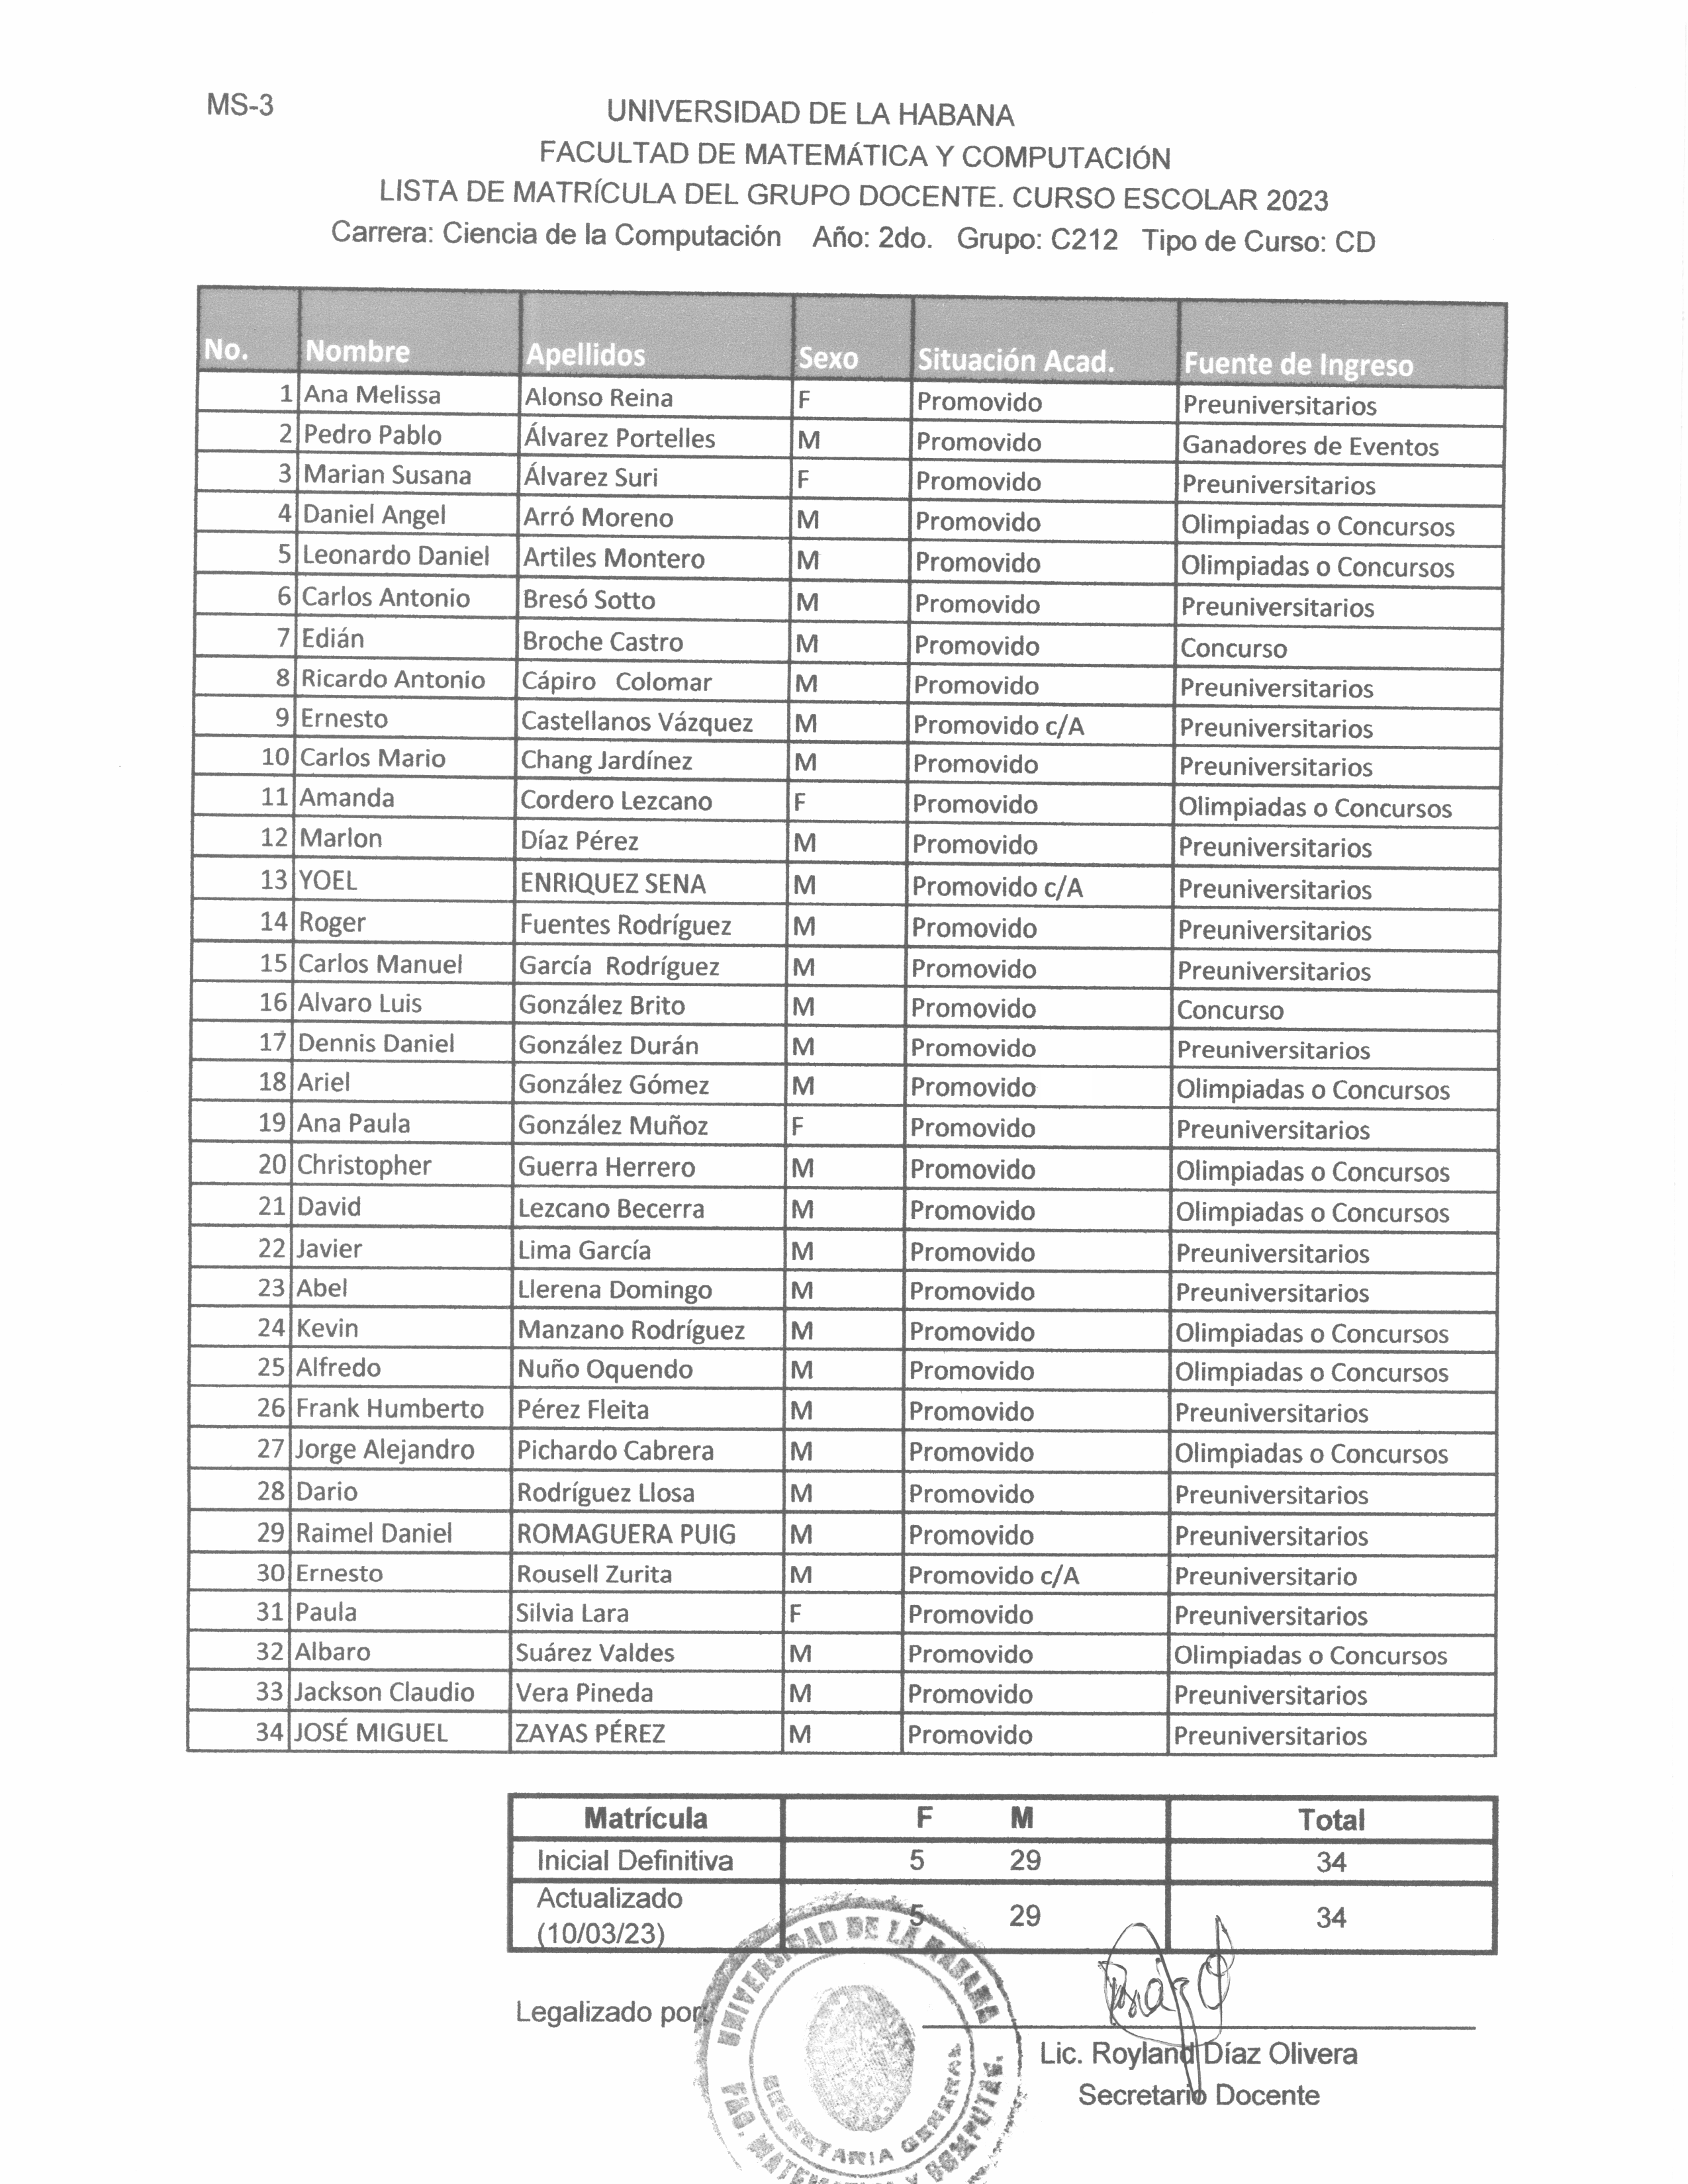 MS-3
UNIVERSIDAD DE LA HABANA
FACULTAD DE MATEMÁTICA Y COMPUTACIÓN
LISTA DE MATRÍCULA DEL GRUPO DOCENTE. CURSO ESCOLAR 2023
Carrera: Ciencia de la Computación Año: 2do. Grupo: C212 Tipo de Curso: CD
No. Nombre Apellidos Sexo Situación Acad. Fuente de Ingreso
1 Ana Melissa Alonso Reina F Promovido Preuniversitarios
2 Pedro Pablo Álvarez Portelles M Promovido Ganadores de Eventos
3 Marian Susana Álvarez Suri F Promovido Preuniversitarios
4 Daniel Angel Arró Moreno M Promovido Olimpiadas o Concursos
5 Leonardo Daniel Artiles Montero M Promovido Olimpiadas o Concursos
6 Carlos Antonio Bresó Sotto M Promovido Preuniversitarios
7 Edián Broche Castro M Promovido Concurso
8 Ricardo Antonio Cápiro Colomar M Promovido Preuniversitarios
9 Ernesto Castellanos Vázquez M Promovido c/A Preuniversitarios
10 Carlos Mario Chang Jardínez M Promovido Preuniversitarios
11 Amanda Cordero Lezcano F Promovido Olimpiadas o Concursos
12 Marlon Díaz Pérez M Promovido Preuniversitarios
13 YOEL ENRIQUEZ SENA M Promovido c/A Preuniversitarios
14 Roger Fuentes Rodríguez M Promovido Preuniversitarios
15 Carlos Manuel García Rodríguez M Promovido Preuniversitarios
16 Alvaro Luis González Brito M Promovido Concurso
17 Dennis Daniel González Durán M Promovido Preuniversitarios
18 Ariel González Gómez M Promovido Olimpiadas o Concursos
19 Ana Paula González Muñoz F Promovido Preuniversitarios
20 Christopher Guerra Herrero M Promovido Olimpiadas o Concursos
21 David Lezcano Becerra M Promovido Olimpiadas o Concursos
22 Javier Lima García M Promovido Preuniversitarios
23 Abel Llerena Domingo M Promovido Preuniversitarios
24 Kevin Manzano Rodríguez M Promovido Olimpiadas o Concursos
25 Alfredo Nuño Oquendo M Promovido Olimpiadas o Concursos
26 Frank Humberto Pérez Fleita M Promovido Preuniversitarios
27 Jorge Alejandro Pichardo Cabrera M Promovido Olimpiadas o Concursos
28 Dario Rodríguez Llosa M Promovido Preuniversitarios
29 Raimel Daniel ROMAGUERA PUIG M Promovido Preuniversitarios
30 Ernesto Rousell Zurita M Promovido c/A Preuniversitario
31 Paula Silvia Lara F Promovido Preuniversitarios
32 Albaro Suárez Valdes M Promovido Olimpiadas o Concursos
33 Jackson Claudio Vera Pineda M Promovido Preuniversitarios
34 JOSÉ MIGUEL ZAYAS PÉREZ M Promovido Preuniversitarios
Matrícula F M Total
Inicial Definitiva 5 29 34
Actualizado
(10/03/23) 5 29 34
Legalizado por:
UNIVERSIDAD DE LA HABANA
SECRETARIA GENERAL
FAC. MATEMATICA Y COMPUTAC.
Lic. Royland Díaz Olivera
Secretario Docente